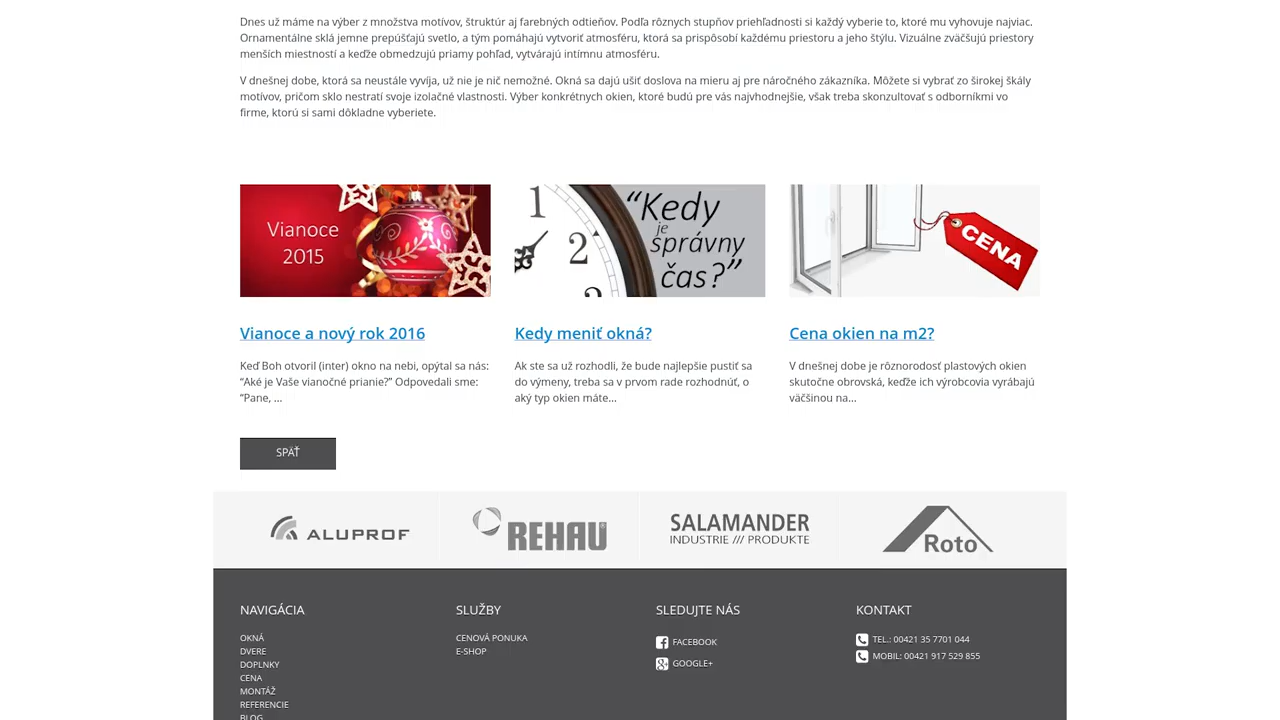 Dnes už máme na výber z množstva motívov, štruktúr aj farebných odtieňov. Podľa rôznych stupňov priehľadnosti si každý vyberie to, ktoré mu vyhovuje najviac.
Ornamentálne sklá jemne prepúšťajú svetlo, a tým pomáhajú vytvoriť atmosféru, ktorá sa prispôsobí každému priestoru a jeho štýlu. Vizuálne zväčšujú priestory
menších miestností a keďže obmedzujú priamy pohľad, vytvárajú intímnu atmosféru.
V dnešnej dobe, ktorá sa neustále vyvíja, už nie je nič nemožné. Okná sa dajú ušiť doslova na mieru aj pre náročného zákazníka. Môžete si vybrať zo širokej škály
motívov, pričom sklo nestratí svoje izolačné vlastnosti. Výber konkrétnych okien, ktoré budú pre vás najvhodnejšie, však treba skonzultovať s odborníkmi vo
firme, ktorú si sami dôkladne vyberiete.
Vianoce
2015
1
2
3
“Kedy
je
správny
čas?”
CENA
Vianoce a nový rok 2016
Keď Boh otvoril (inter) okno na nebi, opýtal sa nás:
“Aké je Vaše vianočné prianie?” Odpovedali sme:
“Pane, ...
Kedy meniť okná?
Ak ste sa už rozhodli, že bude najlepšie pustiť sa
do výmeny, treba sa v prvom rade rozhodnúť, o
aký typ okien máte...
Cena okien na m2?
V dnešnej dobe je rôznorodosť plastových okien
skutočne obrovská, keďže ich výrobcovia vyrábajú
väčšinou na...
SPÄŤ
ALUPROF
REHAU
SALAMANDER
INDUSTRIE /// PRODUKTE
Roto
NAVIGÁCIA
OKNÁ
DVERE
DOPLNKY
CENA
MONTÁŽ
REFERENCIE
BLOG
SLUŽBY
CENOVÁ PONUKA
E-SHOP
SLEDUJTE NÁS
FACEBOOK
GOOGLE+
KONTAKT
TEL.: 00421 35 7701 044
MOBIL: 00421 917 529 855